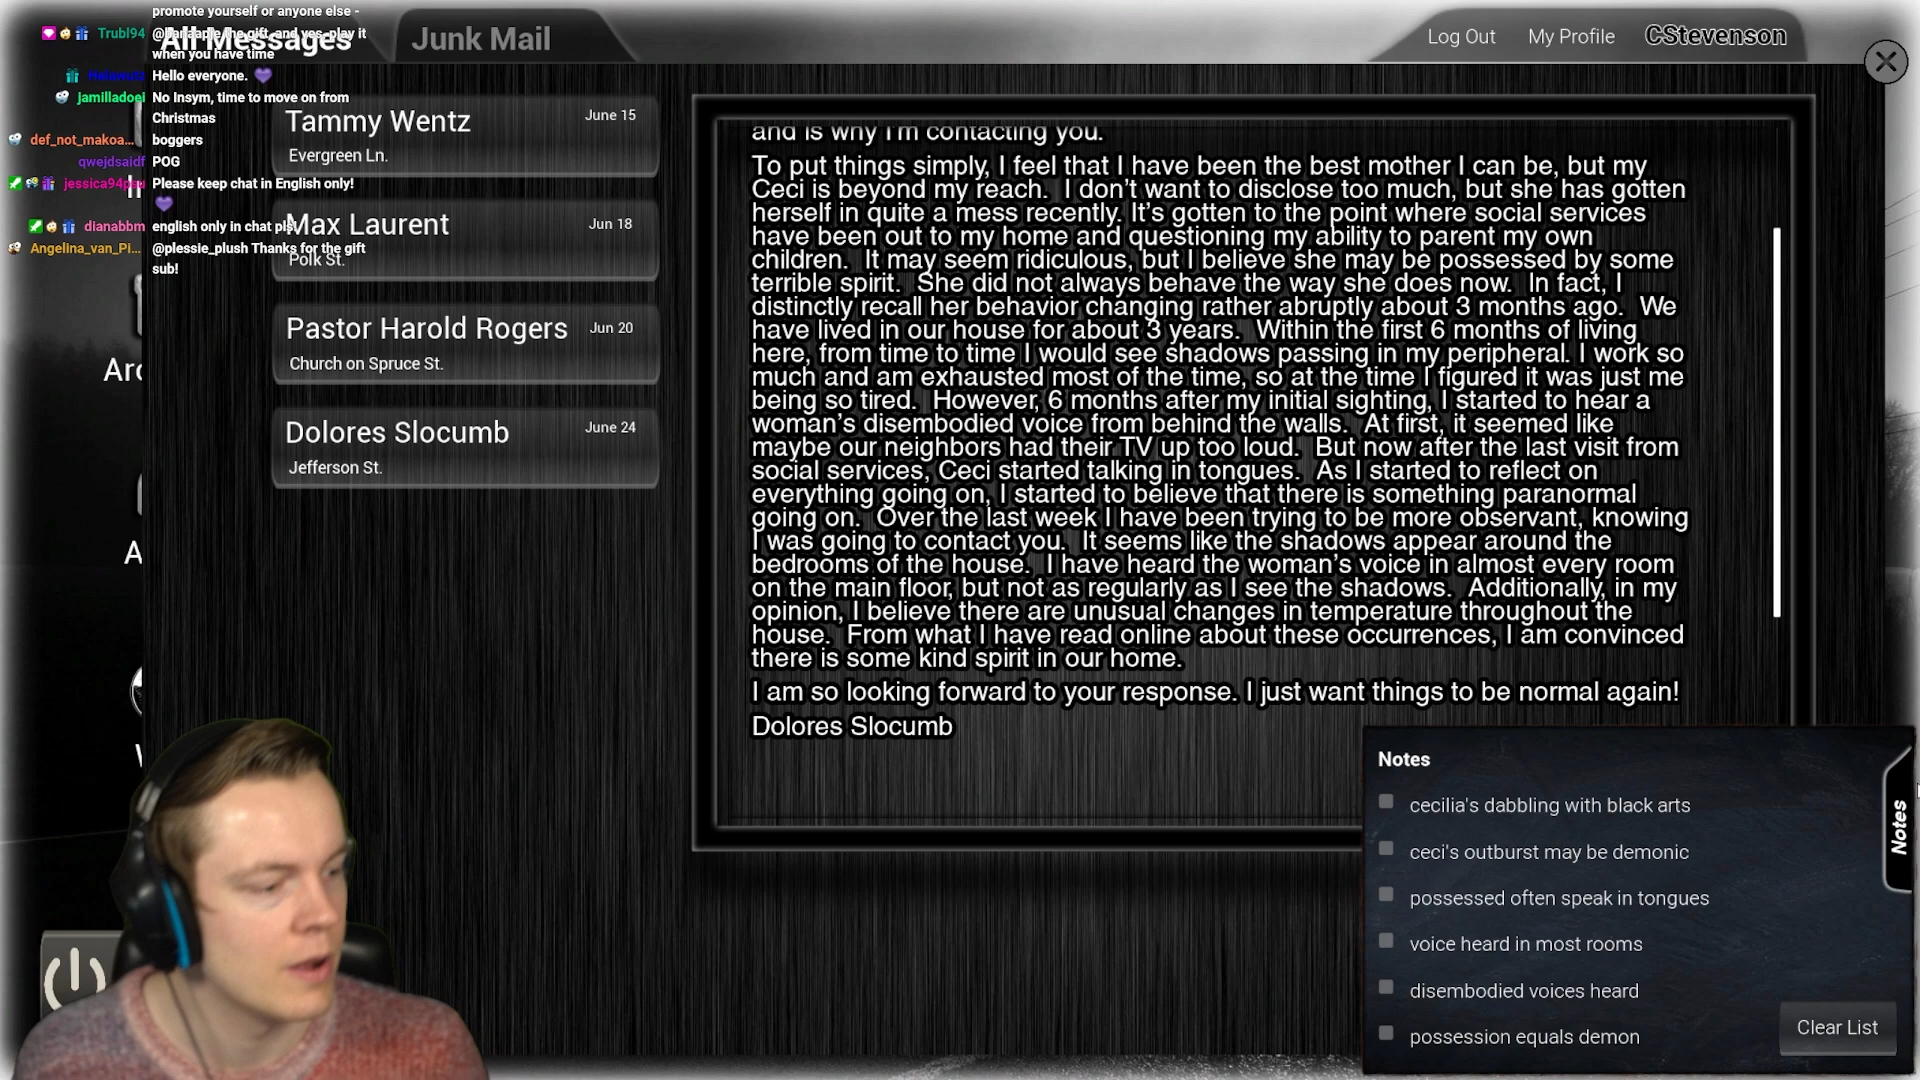 promote yourself or anyone else -
Trubl94
@banaapje the gift, and yes, play it
when you have time
Hello everyone.
jamilladoel
No Insym, time to move on from
Christmas
def_not_makoa...
boggers
qwejdsaidf
POG
jessica94psu
Please keep chat in English only!
dianabbm
english only in chat pls!
Angelina_van_Pi...
@plessie_plush Thanks for the gift
sub!
All Messages
Junk Mail
Log Out
My Profile
CStevenson
Tammy Wentz
June 15
Evergreen Ln.
Max Laurent
Jun 18
Polk St.
Pastor Harold Rogers
Jun 20
Church on Spruce St.
Dolores Slocumb
June 24
Jefferson St.
and is why I'm contacting you.
To put things simply, I feel that I have been the best mother I can be, but my
Ceci is beyond my reach. I don't want to disclose too much, but she has gotten
herself in quite a mess recently. It's gotten to the point where social services
have been out to my home and questioning my ability to parent my own
children. It may seem ridiculous, but I believe she may be possessed by some
terrible spirit. She did not always behave the way she does now. In fact, I
distinctly recall her behavior changing rather abruptly about 3 months ago. We
have lived in our house for about 3 years. Within the first 6 months of living
here, from time to time I would see shadows passing in my peripheral. I work so
much and am exhausted most of the time, so at the time I figured it was just me
being so tired. However, 6 months after my initial sighting, I started to hear a
woman's disembodied voice from behind the walls. At first, it seemed like
maybe our neighbors had their TV up too loud. But now after the last visit from
social services, Ceci started talking in tongues. As I started to reflect on
everything going on, I started to believe that there is something paranormal
going on. Over the last week I have been trying to be more observant, knowing
I was going to contact you. It seems like the shadows appear around the
bedrooms of the house. I have heard the woman's voice in almost every room
on the main floor, but not as regularly as I see the shadows. Additionally, in my
opinion, I believe there are unusual changes in temperature throughout the
house. From what I have read online about these occurrences, I am convinced
there is some kind spirit in our home.
I am so looking forward to your response. I just want things to be normal again!
Dolores Slocumb
Notes
cecilia's dabbling with black arts
ceci's outburst may be demonic
possessed often speak in tongues
voice heard in most rooms
disembodied voices heard
possession equals demon
Clear List
Notes